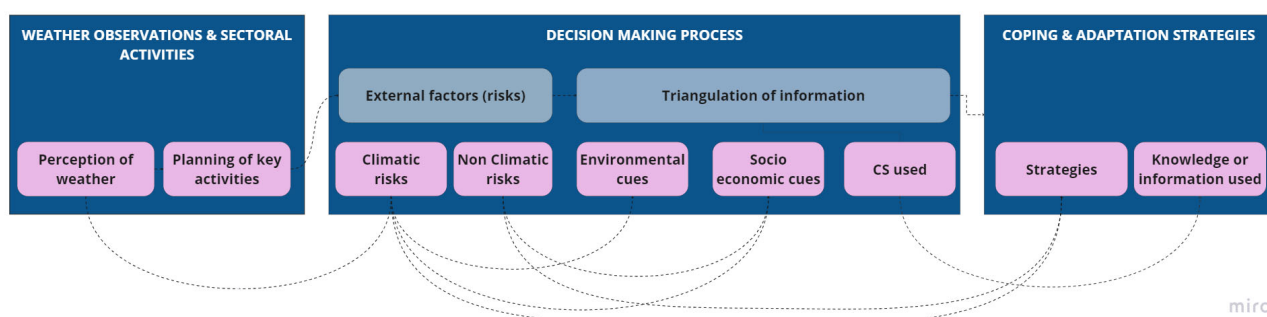 WEATHER OBSERVATIONS & SECTORAL
ACTIVITIES
Perception of
weather
Planning of key
activities
DECISION MAKING PROCESS
External factors (risks)
Triangulation of information
Climatic
risks
Non Climatic
risks
Environmental
cues
Socio
economic cues
CS used
COPING & ADAPTATION STRATEGIES
Strategies
Knowledge or
information used